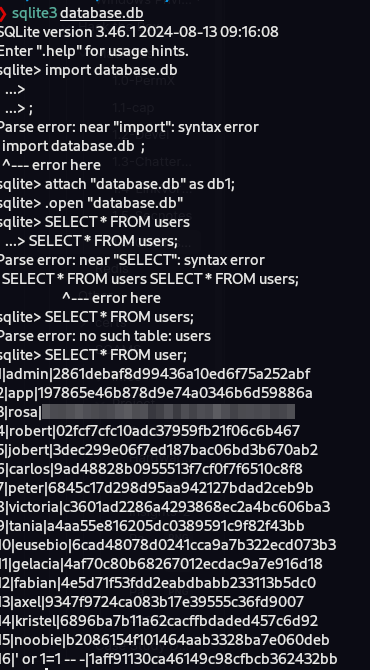 ❯ sqlite3 database.db
SQLite version 3.46.1 2024-08-13 09:16:08
Enter ".help" for usage hints.
sqlite> import database.db
...>
...> ;
Parse error: near "import": syntax error
import database.db ;
^--- error here
sqlite> attach "database.db" as db1;
sqlite> .open "database.db"
sqlite> SELECT * FROM users
...> SELECT * FROM users;
Parse error: near "SELECT": syntax error
SELECT * FROM users SELECT * FROM users;
^--- error here
sqlite> SELECT * FROM users;
Parse error: no such table: users
sqlite> SELECT * FROM user;
1|admin|2861debaf8d99436a10ed6f75a252abf
2|app|197865e46b878d9e74a0346b6d59886a
3|rosa|
4|robert|02fcf7cfc10adc37959fb21f06c6b467
5|jobert|3dec299e06f7ed187bac06bd3b670ab2
6|carlos|9ad48828b0955513f7cf0f7f6510c8f8
7|peter|6845c17d298d95aa942127bdad2ceb9b
8|victoria|c3601ad2286a4293868ec2a4bc606ba3
9|tania|a4aa55e816205dc0389591c9f82f43bb
10|eusebio|6cad48078d0241cca9a7b322ecd073b3
11|gelacia|4af70c80b68267012ecdac9a7e916d18
12|fabian|4e5d71f53fdd2eabdbabb233113b5dc0
13|axel|9347f9724ca083b17e39555c36fd9007
14|kristel|6896ba7b11a62cacffbdaded457c6d92
15|noobie|b2086154f101464aab3328ba7e060deb
16|' or 1=1 -- -|1aff91130ca46149c98cfbcb362432bb